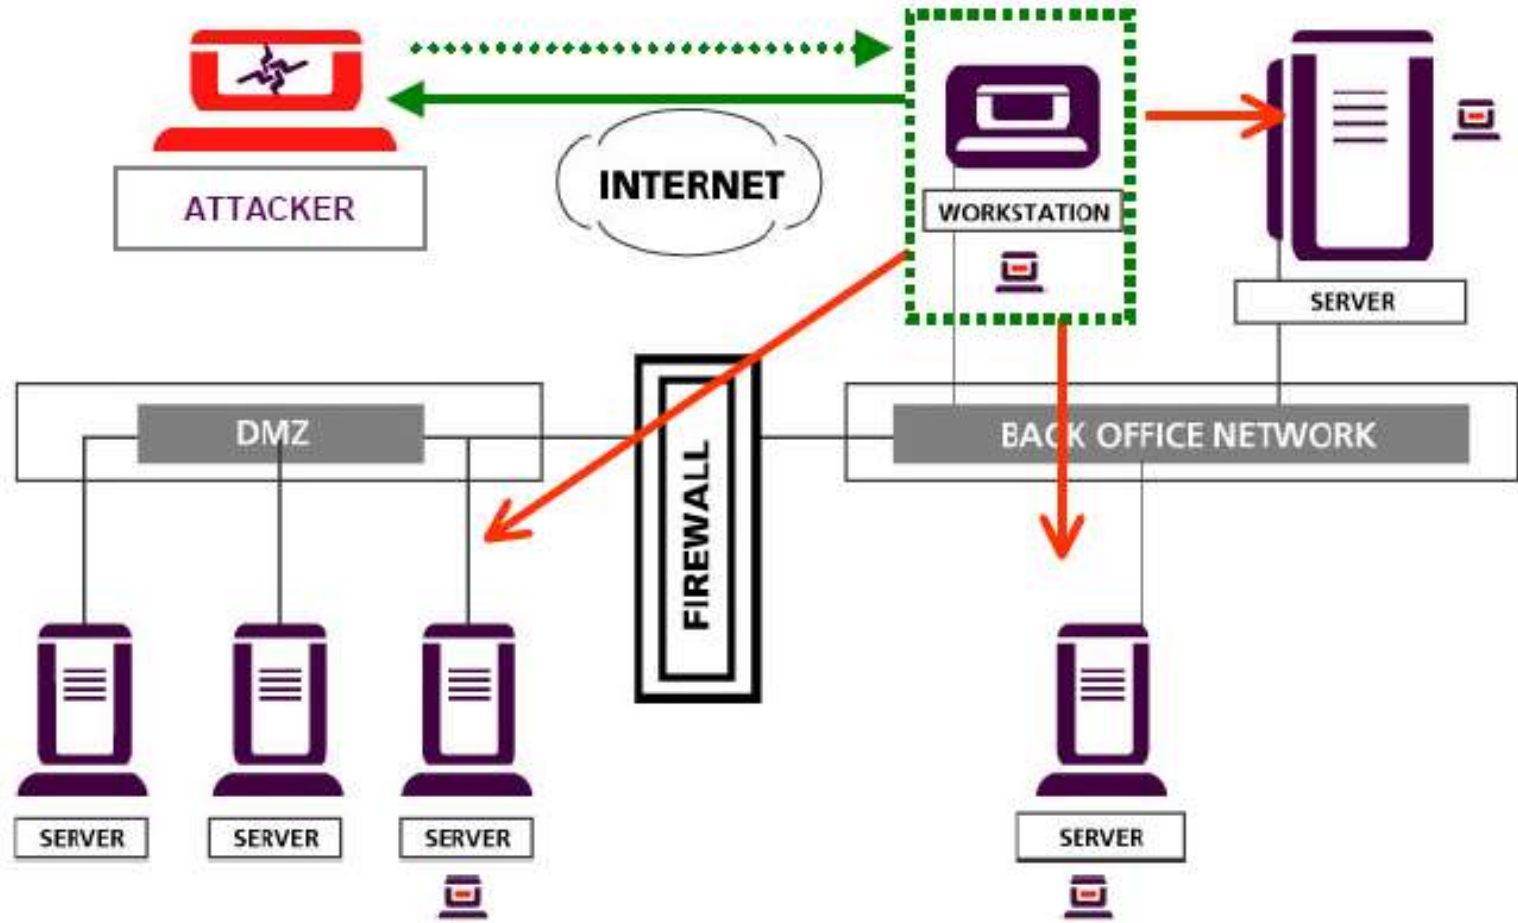 ATTACKER
INTERNET
WORKSTATION
SERVER
DMZ
FIREWALL
BACK OFFICE NETWORK
SERVER
SERVER
SERVER
SERVER